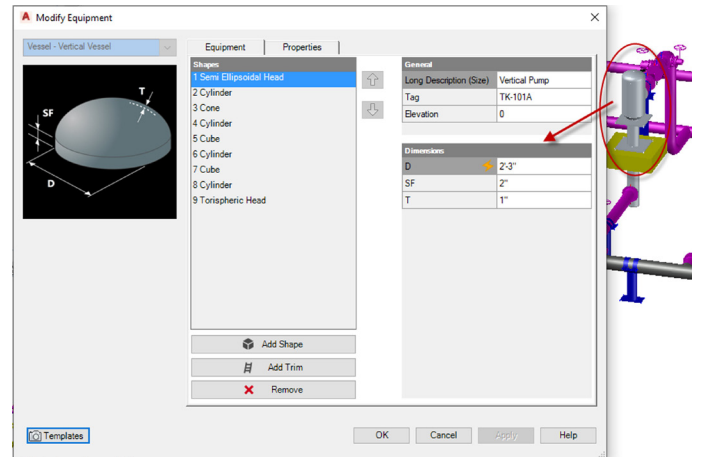 Modify Equipment
Vessel - Vertical Vessel
Equipment
Properties
Shapes
1 Semi Ellipsoidal Head
2 Cylinder
3 Cone
4 Cylinder
5 Cube
6 Cylinder
7 Cube
8 Cylinder
9 Torispheric Head
General
Long Description (Size) Vertical Pump
Tag TK-101A
Elevation 0
Dimensions
D 2'-3"
SF 2"
T 1"
T
SF
D
Add Shape
Add Trim
Remove
Templates
OK
Cancel
Apply
Help